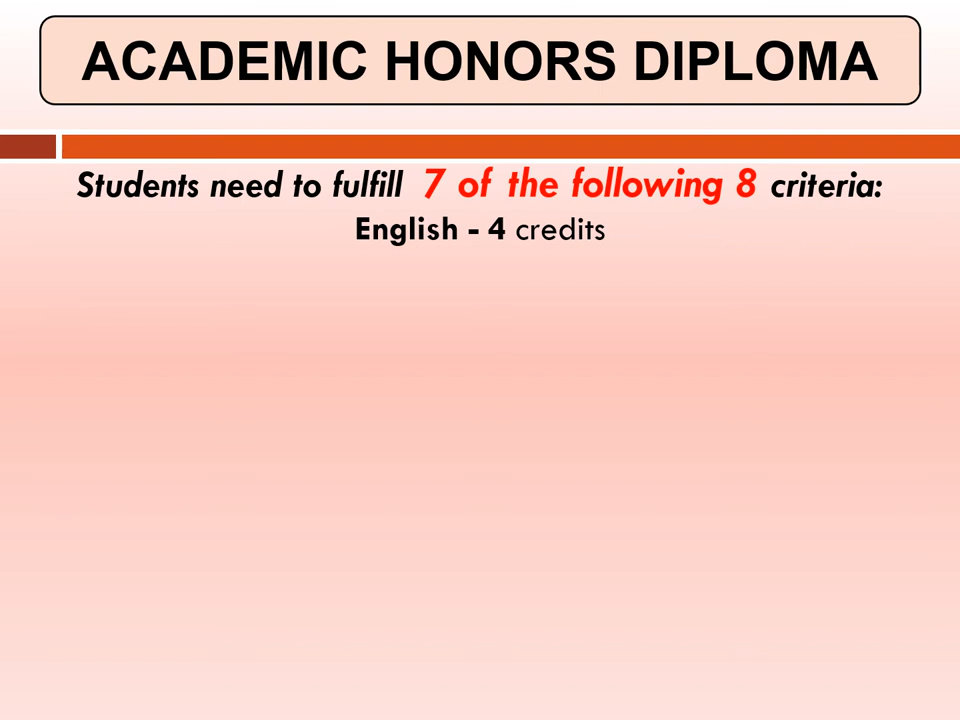 ACADEMIC HONORS DIPLOMA
Students need to fulfill 7 of the following 8 criteria:
English - 4 credits